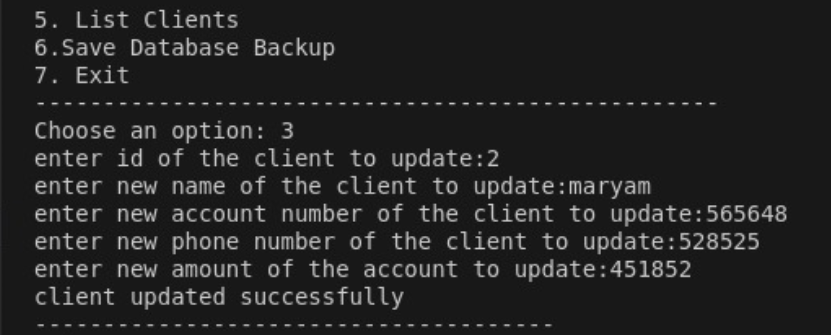 5. List Clients
6.Save Database Backup
7. Exit
--------------------------------------------------
Choose an option: 3
enter id of the client to update:2
enter new name of the client to update:maryam
enter new account number of the client to update:565648
enter new phone number of the client to update:528525
enter new amount of the account to update:451852
client updated successfully
--------------------------------------